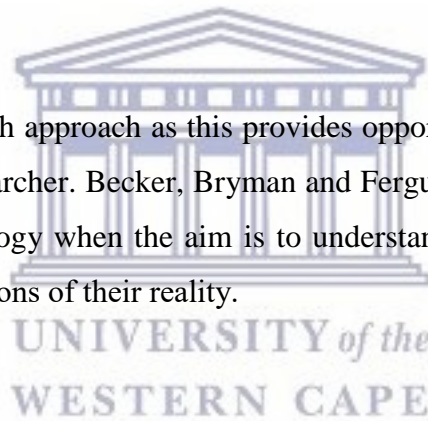 h approach as this provides oppo
archer. Becker, Bryman and Fergu
ogy when the aim is to understan
ons of their reality.
UNIVERSITY of the
WESTERN CAPE